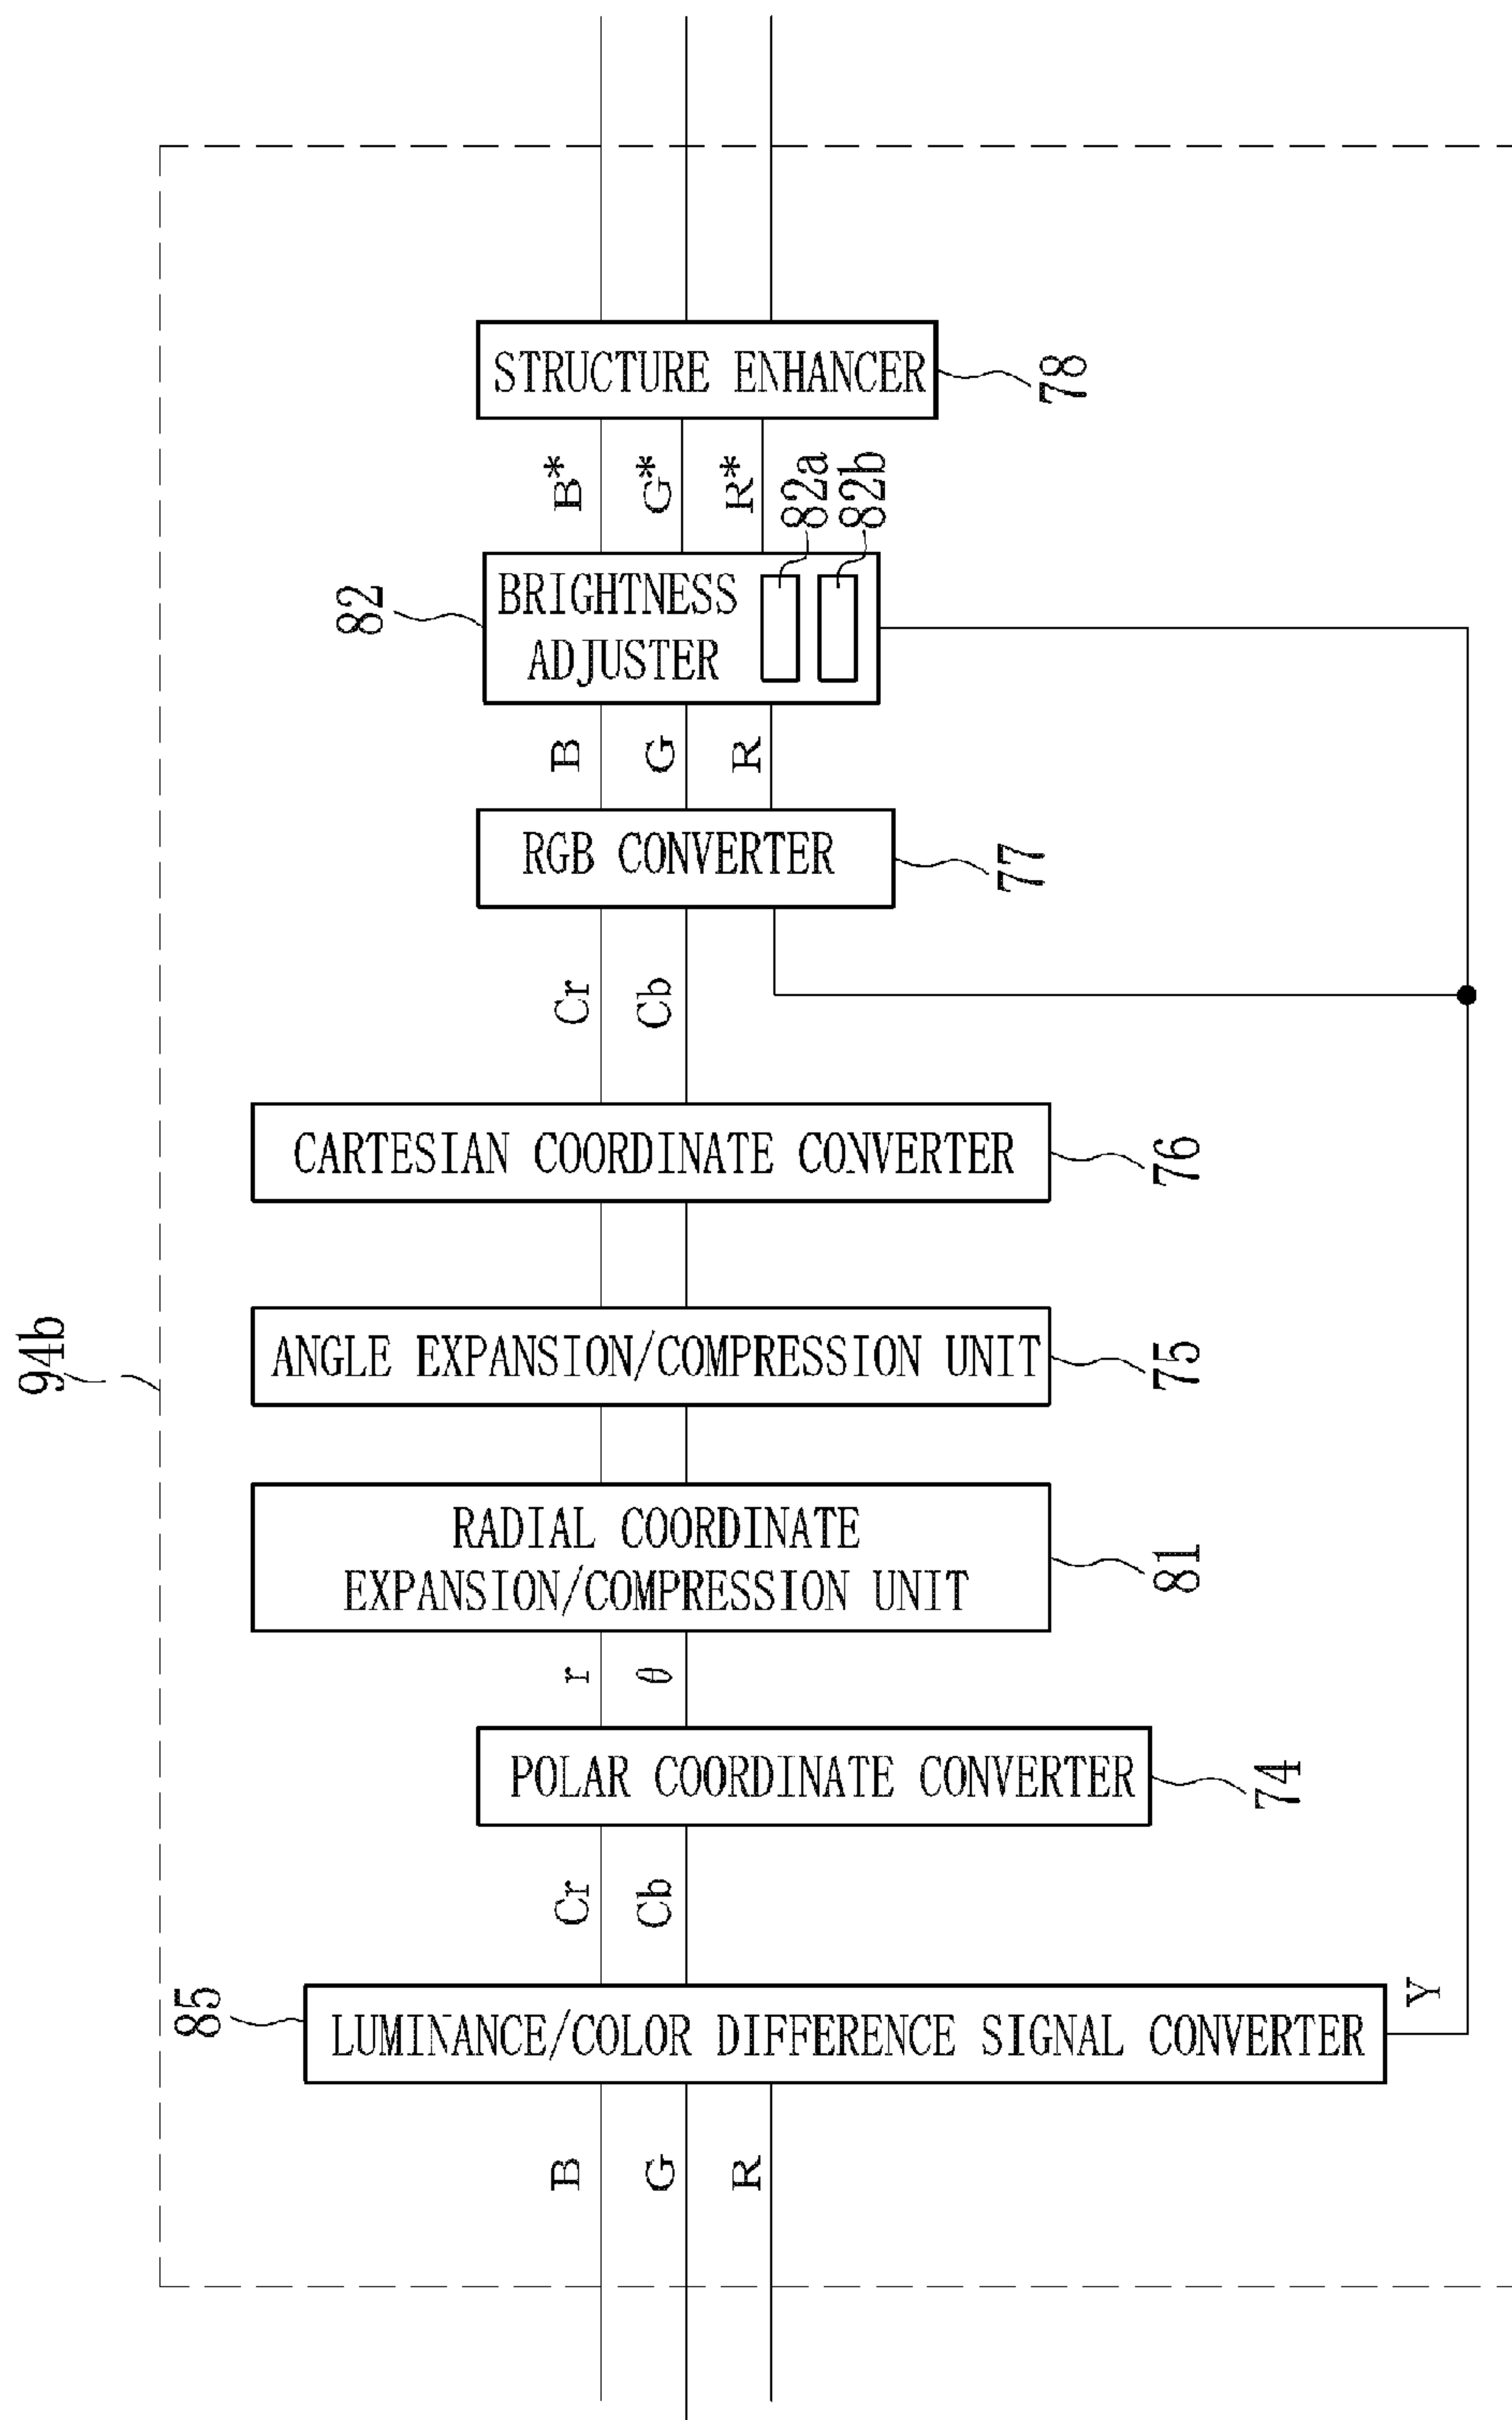 94b
85
LUMINANCE/COLOR DIFFERENCE SIGNAL CONVERTER
B
G
R
Y
Cr
Cb
POLAR COORDINATE CONVERTER
74
r
θ
RADIAL COORDINATE
EXPANSION/COMPRESSION UNIT
81
ANGLE EXPANSION/COMPRESSION UNIT
75
CARTESIAN COORDINATE CONVERTER
76
Cr
Cb
RGB CONVERTER
77
B
G
R
82
BRIGHTNESS
ADJUSTER
82a
82b
B*
G*
R*
STRUCTURE ENHANCER
78